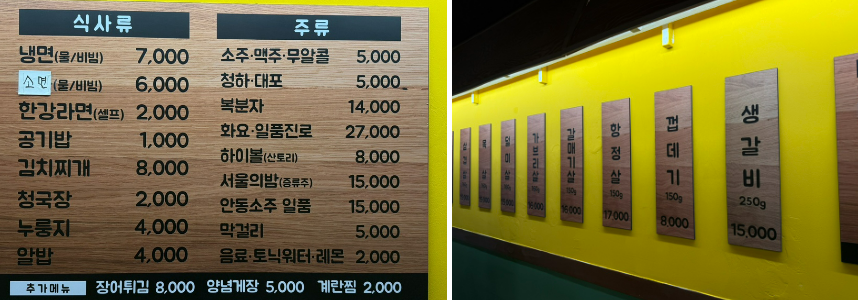 식사류
냉면(물/비빔) 7,000
소면(물/비빔) 6,000
한강라면(셀프) 2,000
공기밥 1,000
김치찌개 8,000
청국장 2,000
누룽지 4,000
알밥 4,000
주류
소주·맥주·무알콜 5,000
청하·대포 5,000
복분자 14,000
화요·일품진로 27,000
하이볼(산토리) 8,000
서울의밤(증류주) 15,000
안동소주 일품 15,000
막걸리 5,000
음료·토닉워터·레몬 2,000
추가메뉴 장어튀김 8,000 양념게장 5,000 계란찜 2,000
가브리살
갈매기살 150g
항정살 150g 17,000
껍데기 150g 8,000
생갈비 250g 15,000